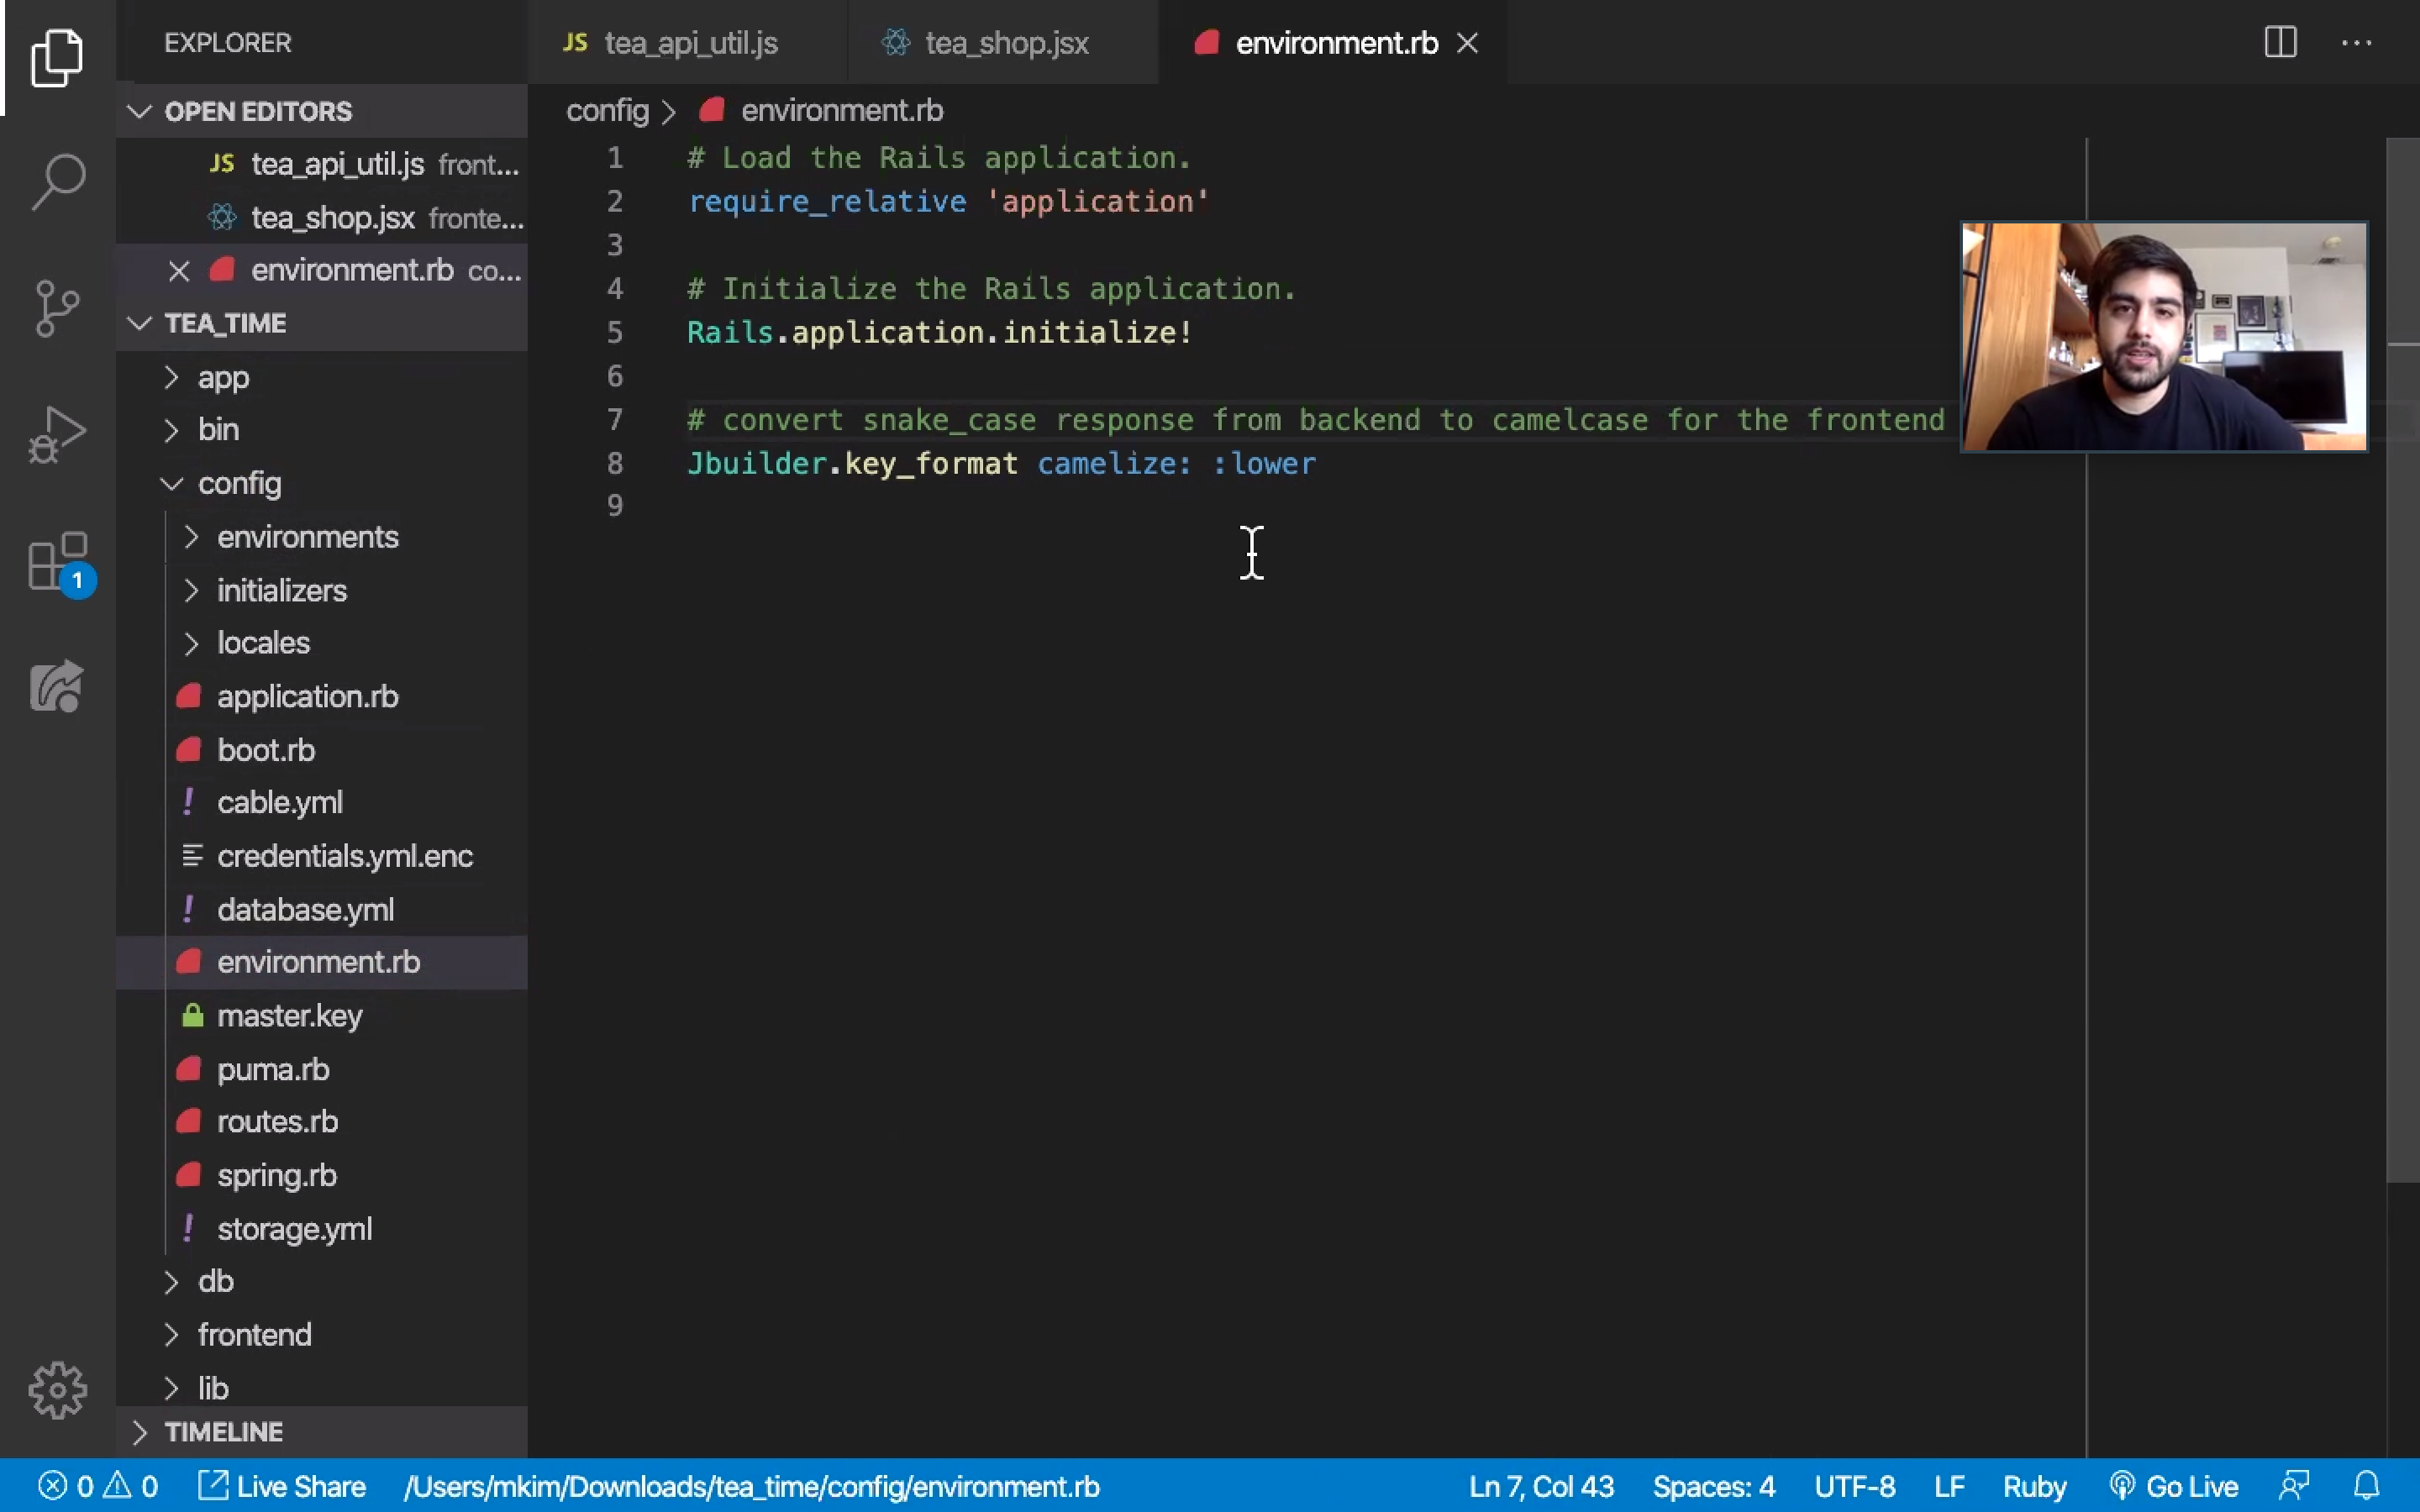 EXPLORER
JS tea_api_util.js
tea_shop.jsx
environment.rb
OPEN EDITORS
JS tea_api_util.js front...
tea_shop.jsx fronte...
environment.rb co...
TEA_TIME
app
bin
config
environments
initializers
locales
application.rb
boot.rb
! cable.yml
credentials.yml.enc
! database.yml
environment.rb
master.key
puma.rb
routes.rb
spring.rb
! storage.yml
db
frontend
lib
TIMELINE
1
config > environment.rb
1 # Load the Rails application.
2 require_relative 'application'
3
4 # Initialize the Rails application.
5 Rails.application.initialize!
6
7 # convert snake_case response from backend to camelcase for the frontend
8 Jbuilder.key_format camelize: :lower
9
0 0 Live Share /Users/mkim/Downloads/tea_time/config/environment.rb Ln 7, Col 43 Spaces: 4 UTF-8 LF Ruby Go Live